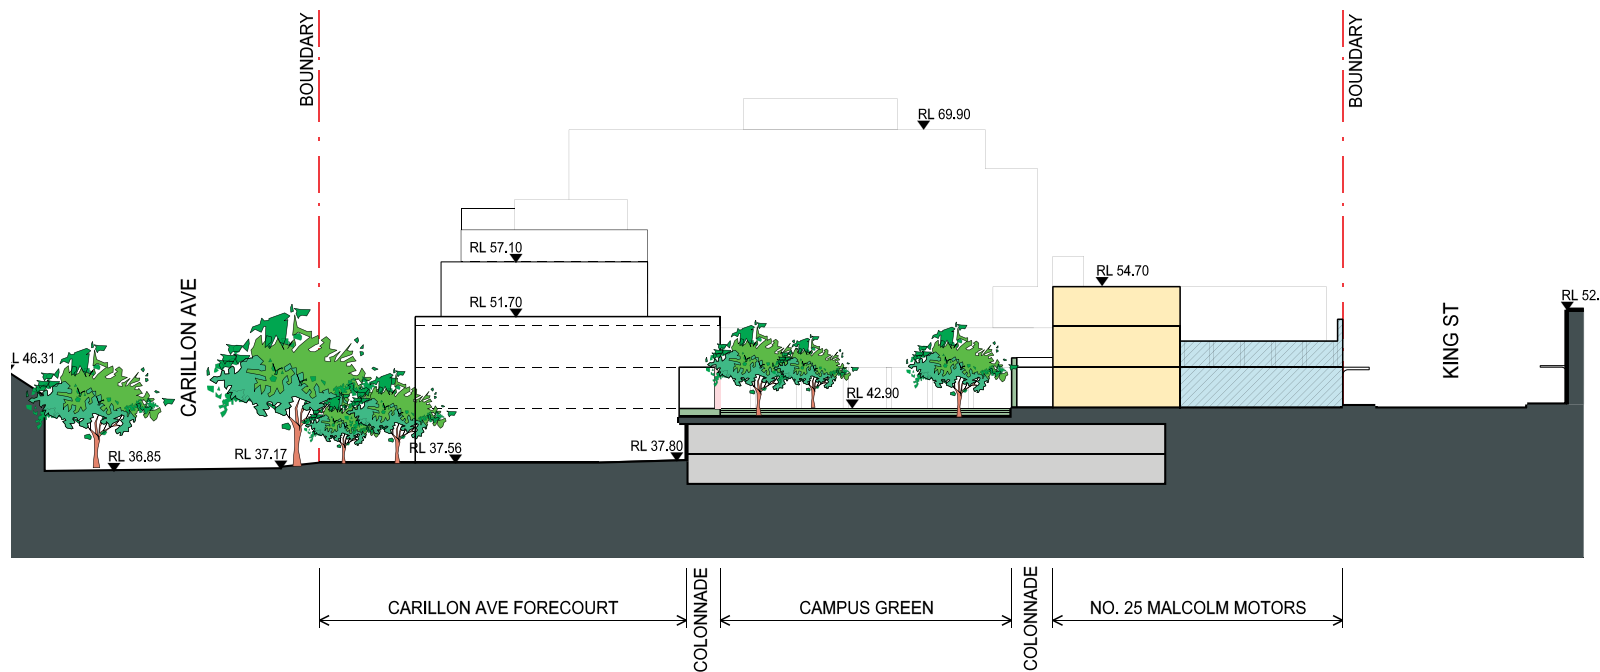 BOUNDARY
BOUNDARY
RL 69.90
RL 57.10
RL 54.70
RL 51.70
RL 52.
CARILLON AVE
KING ST
L 46.31
RL 42.90
RL 36.85
RL 37.17
RL 37.56
RL 37.80
CARILLON AVE FORECOURT
COLONNADE
CAMPUS GREEN
COLONNADE
NO. 25 MALCOLM MOTORS